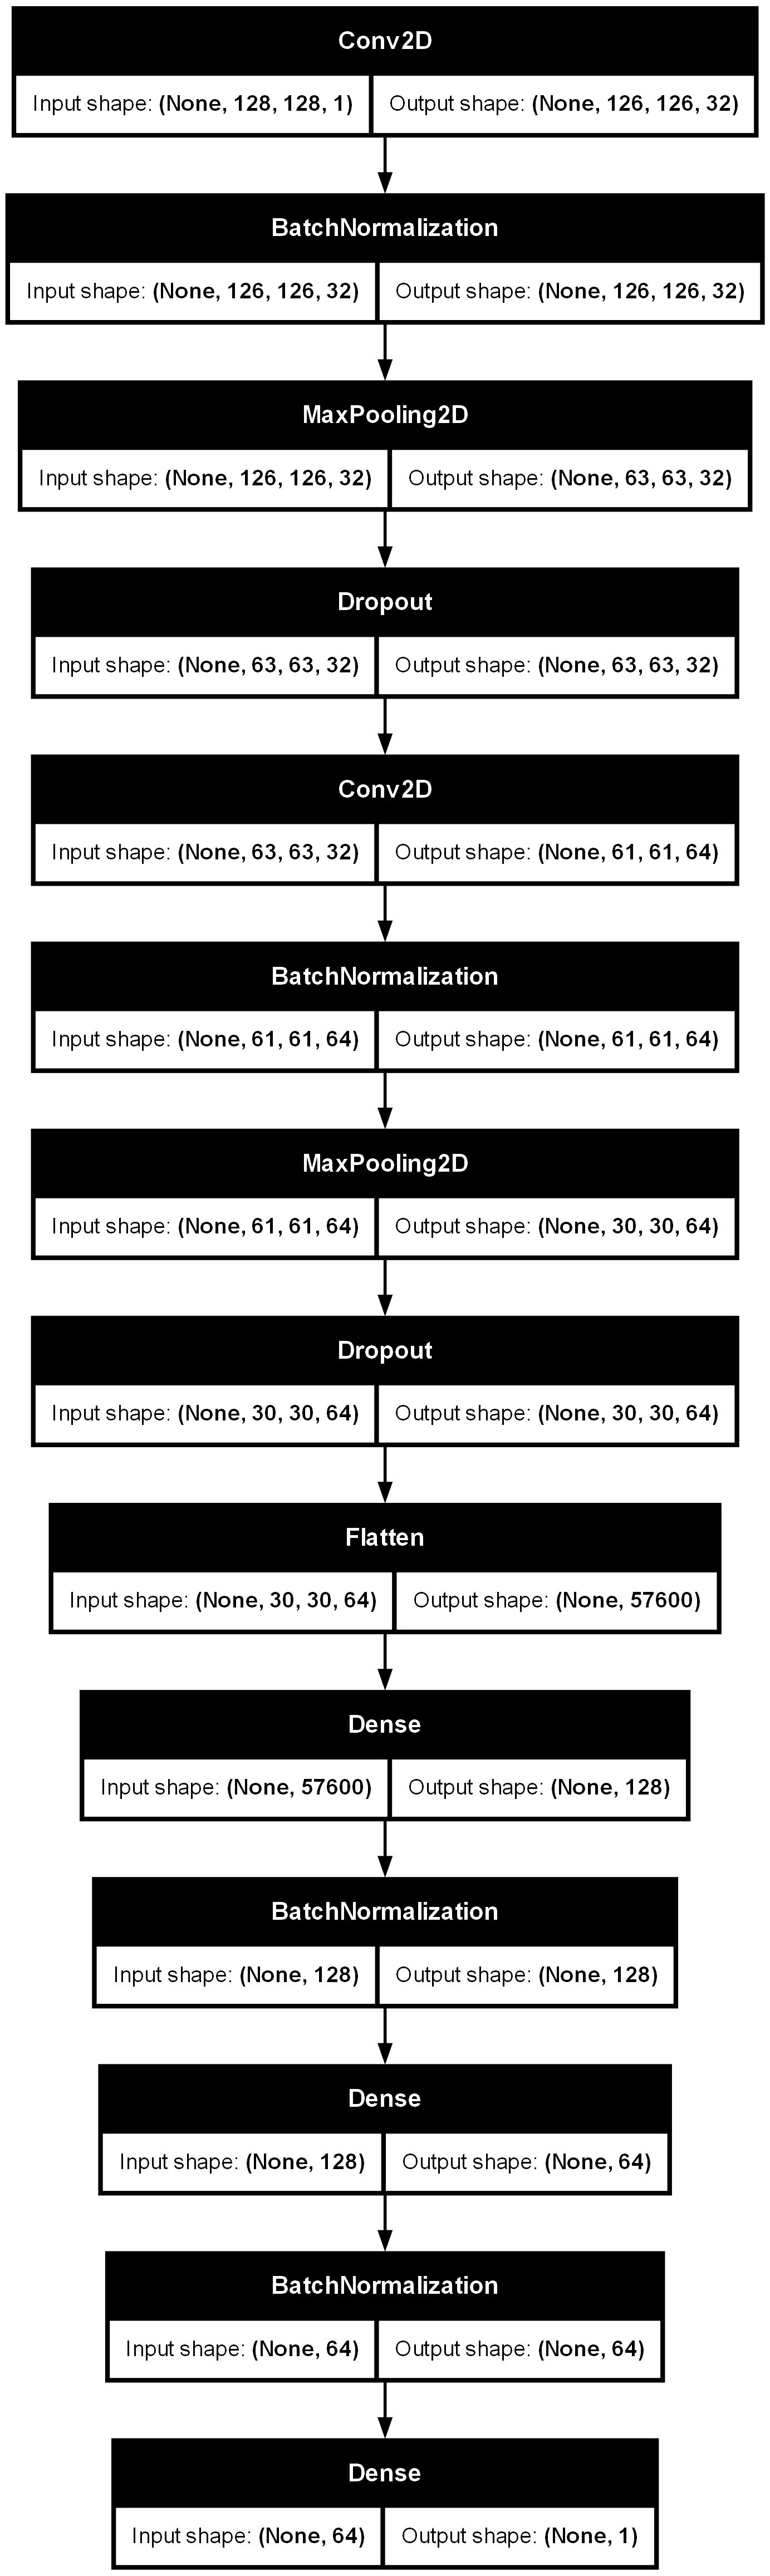 Conv2D
Input shape: (None, 128, 128, 1) Output shape: (None, 126, 126, 32)
BatchNormalization
Input shape: (None, 126, 126, 32) Output shape: (None, 126, 126, 32)
MaxPooling2D
Input shape: (None, 126, 126, 32) Output shape: (None, 63, 63, 32)
Dropout
Input shape: (None, 63, 63, 32) Output shape: (None, 63, 63, 32)
Conv2D
Input shape: (None, 63, 63, 32) Output shape: (None, 61, 61, 64)
BatchNormalization
Input shape: (None, 61, 61, 64) Output shape: (None, 61, 61, 64)
MaxPooling2D
Input shape: (None, 61, 61, 64) Output shape: (None, 30, 30, 64)
Dropout
Input shape: (None, 30, 30, 64) Output shape: (None, 30, 30, 64)
Flatten
Input shape: (None, 30, 30, 64) Output shape: (None, 57600)
Dense
Input shape: (None, 57600) Output shape: (None, 128)
BatchNormalization
Input shape: (None, 128) Output shape: (None, 128)
Dense
Input shape: (None, 128) Output shape: (None, 64)
BatchNormalization
Input shape: (None, 64) Output shape: (None, 64)
Dense
Input shape: (None, 64) Output shape: (None, 1)